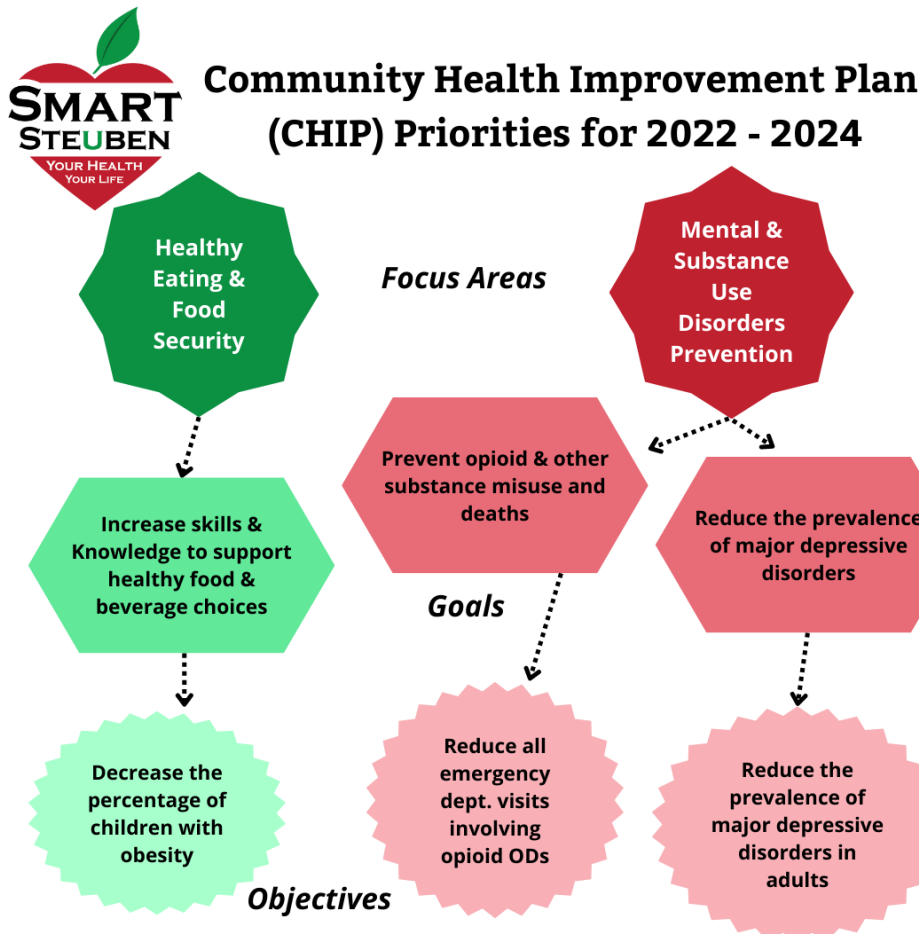 SMART
STEUBEN
YOUR HEALTH
YOUR LIFE
Community Health Improvement Plan
(CHIP) Priorities for 2022 - 2024
Healthy
Eating &
Food
Security
Focus Areas
Mental &
Substance
Use
Disorders
Prevention
Increase skills &
Knowledge to support
healthy food &
beverage choices
Prevent opioid & other
substance misuse and
deaths
Reduce the prevalence
of major depressive
disorders
Goals
Decrease the
percentage of
children with
obesity
Reduce all
emergency
dept. visits
involving
opioid ODs
Reduce the
prevalence of
major depressive
disorders in
adults
Objectives